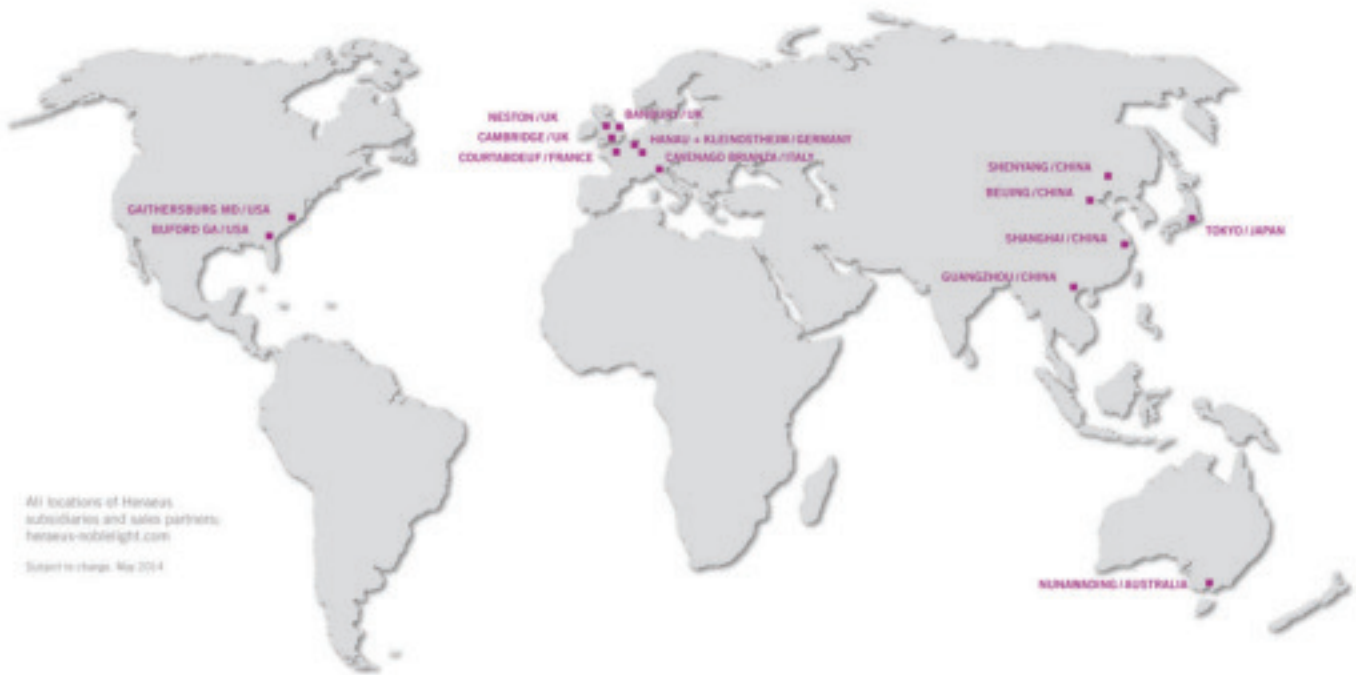 NESTON/UK
BANBURY/UK
CAMBRIDGE/UK
HANAU + KLEINOSTHEIM/GERMANY
COURTABOEUF/FRANCE
CAVENAGO BRIANZA/ITALY
SHENYANG/CHINA
BEIJING/CHINA
GAITHERSBURG MD/USA
BUFORD GA/USA
TOKYO/JAPAN
SHANGHAI/CHINA
GUANGZHOU/CHINA
All locations of Heraeus
subsidiaries and sales partners;
heraeus-noblelight.com
Subject to change, May 2014
NUNAWADING/AUSTRALIA